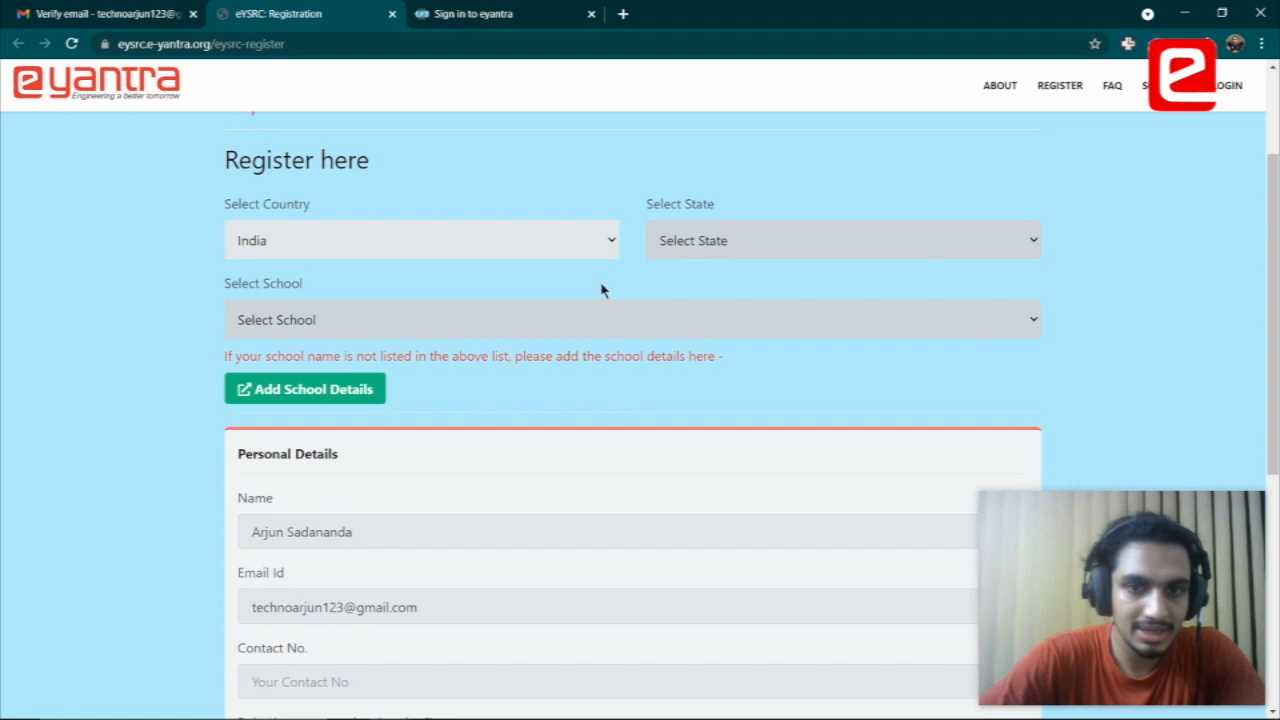 Verify email - technoarjun123@g
eYSRC: Registration
Sign in to eyantra
eysrc.e-yantra.org/eysrc-register
e yantra
Engineering a better tomorrow
ABOUT REGISTER FAQ
e
Register here
Select Country
Select State
India
Select State
Select School
Select School
If your school name is not listed in the above list, please add the school details here -
Add School Details
Personal Details
Name
Arjun Sadananda
Email Id
technoarjun123@gmail.com
Contact No.
Your Contact No